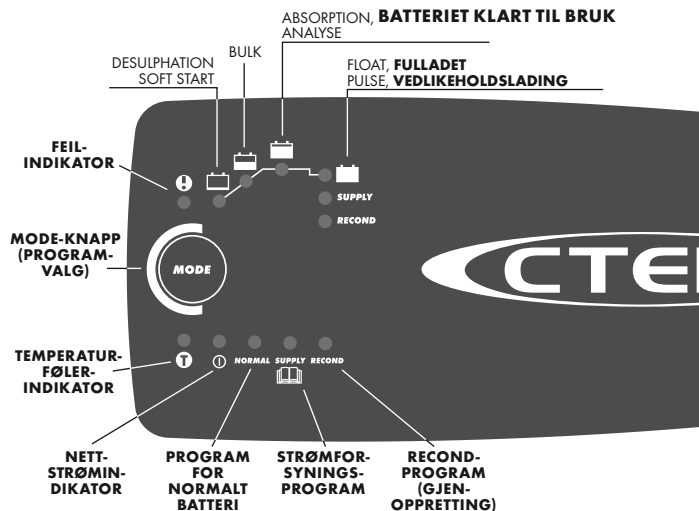 ABSORPTION, BATTERIET KLART TIL BRUK
ANALYSE
BULK
DESULPHATION
SOFT START
FLOAT, FULLADET
PULSE, VEDLIKEHOLDSLADING
FEIL-
INDIKATOR
SUPPLY
RECOND
MODE-KNAPP
(PROGRAM-
VALG)
MODE
TEMPERATUR-
FØLER-
INDIKATOR
T
NORMAL SUPPLY RECOND
NETT-
STRØMIN-
DIKATOR
PROGRAM
FOR
NORMALT
BATTERI
STRØMFOR-
SYNINGS-
PROGRAM
RECOND-
PROGRAM
(GJEN-
OPPRETTING)